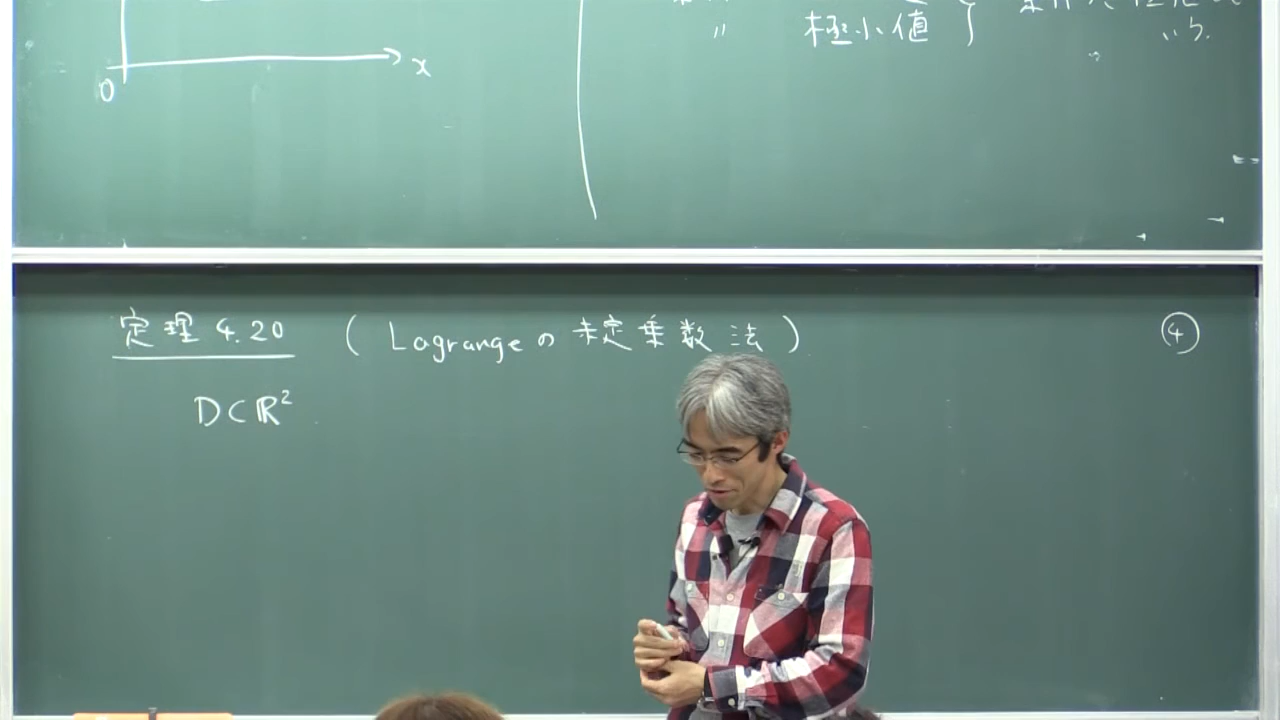 0 x
〃 極小値 }
定理 4.20 ( Lagrangeの未定乗数法 ) ④
D⊂ℝ²